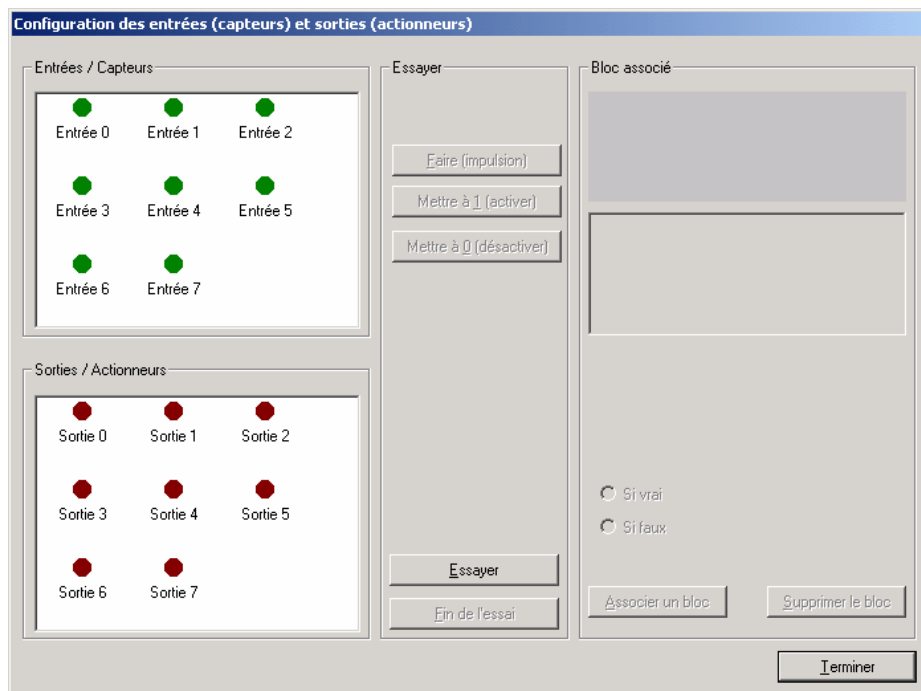 Configuration des entrées (capteurs) et sorties (actionneurs)
Entrées / Capteurs
Entrée 0 Entrée 1 Entrée 2
Entrée 3 Entrée 4 Entrée 5
Entrée 6 Entrée 7
Sorties / Actionneurs
Sortie 0 Sortie 1 Sortie 2
Sortie 3 Sortie 4 Sortie 5
Sortie 6 Sortie 7
Essayer
Faire (impulsion)
Mettre à 1 (activer)
Mettre à 0 (désactiver)
Essayer
Fin de l'essai
Bloc associé
Si vrai
Si faux
Associer un bloc Supprimer le bloc
Terminer